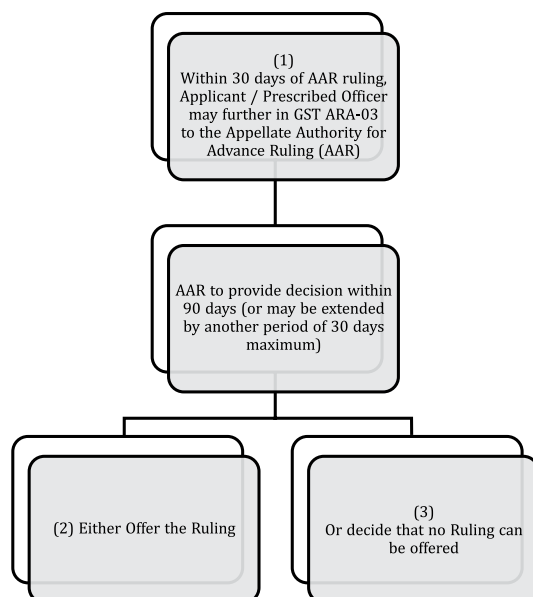 (1)
Within 30 days of AAR ruling,
Applicant / Prescribed Officer
may further in GST ARA-03
to the Appellate Authority for
Advance Ruling (AAR)
AAR to provide decision within
90 days (or may be extended
by another period of 30 days
maximum)
(2) Either Offer the Ruling
(3)
Or decide that no Ruling can
be offered